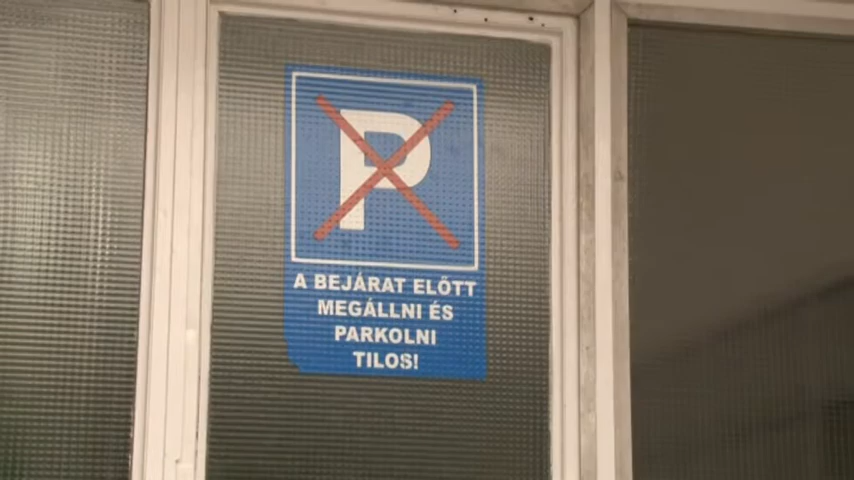 P
A BEJÁRAT ELŐTT
MEGÁLLNI ÉS
PARKOLNI
TILOS!